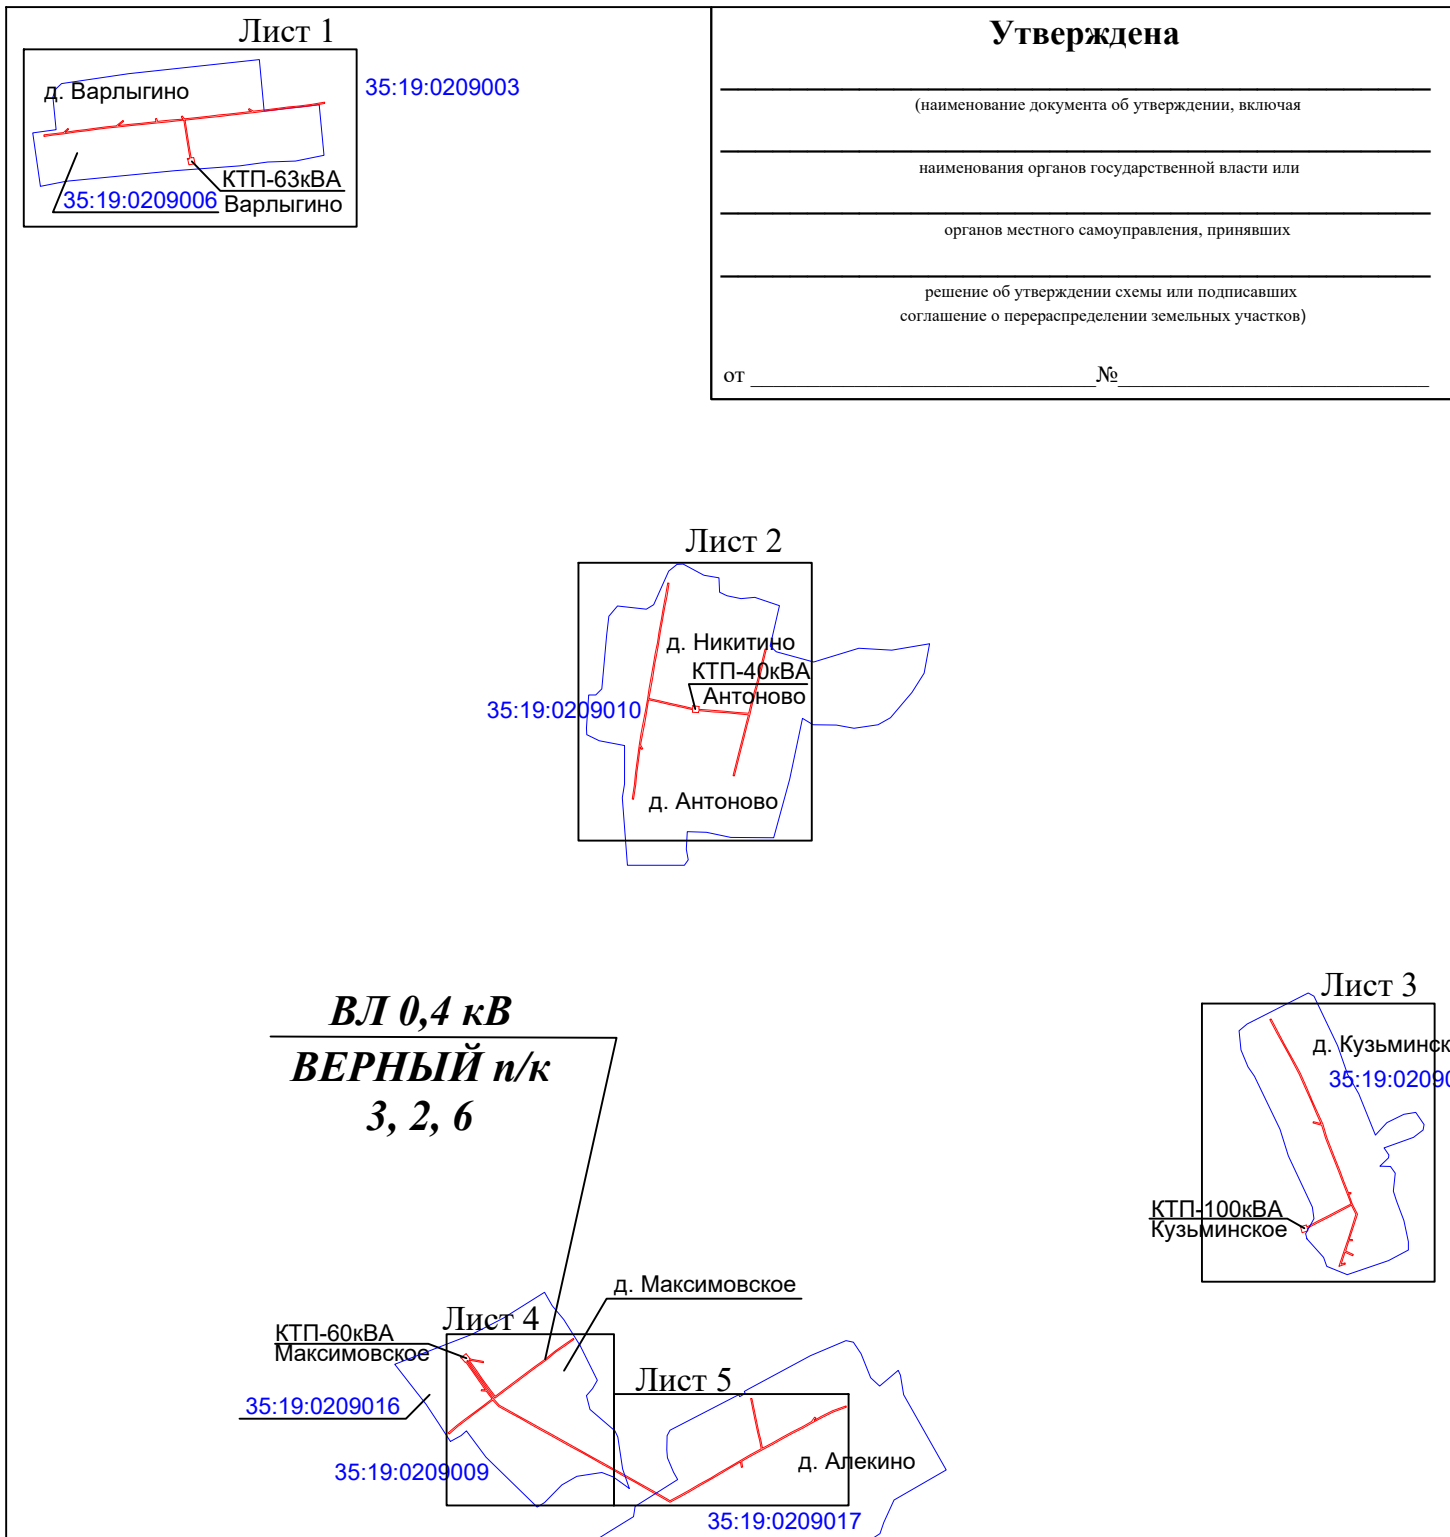 Лист 1
д. Варлыгино
35:19:0209003
КТП-63кВА
Варлыгино
35:19:0209006
Утверждена
(наименование документа об утверждении, включая
наименования органов государственной власти или
органов местного самоуправления, принявших
решение об утверждении схемы или подписавших
соглашение о перераспределении земельных участков)
от №
Лист 2
д. Никитино
КТП-40кВА
Антоново
35:19:0209010
д. Антоново
ВЛ 0,4 кВ
ВЕРНЫЙ п/к
3, 2, 6
Лист 3
д. Кузьминск
35:19:02090
КТП-100кВА
Кузьминское
д. Максимовское
Лист 4
КТП-60кВА
Максимовское
35:19:0209016
35:19:0209009
Лист 5
д. Алекино
35:19:0209017